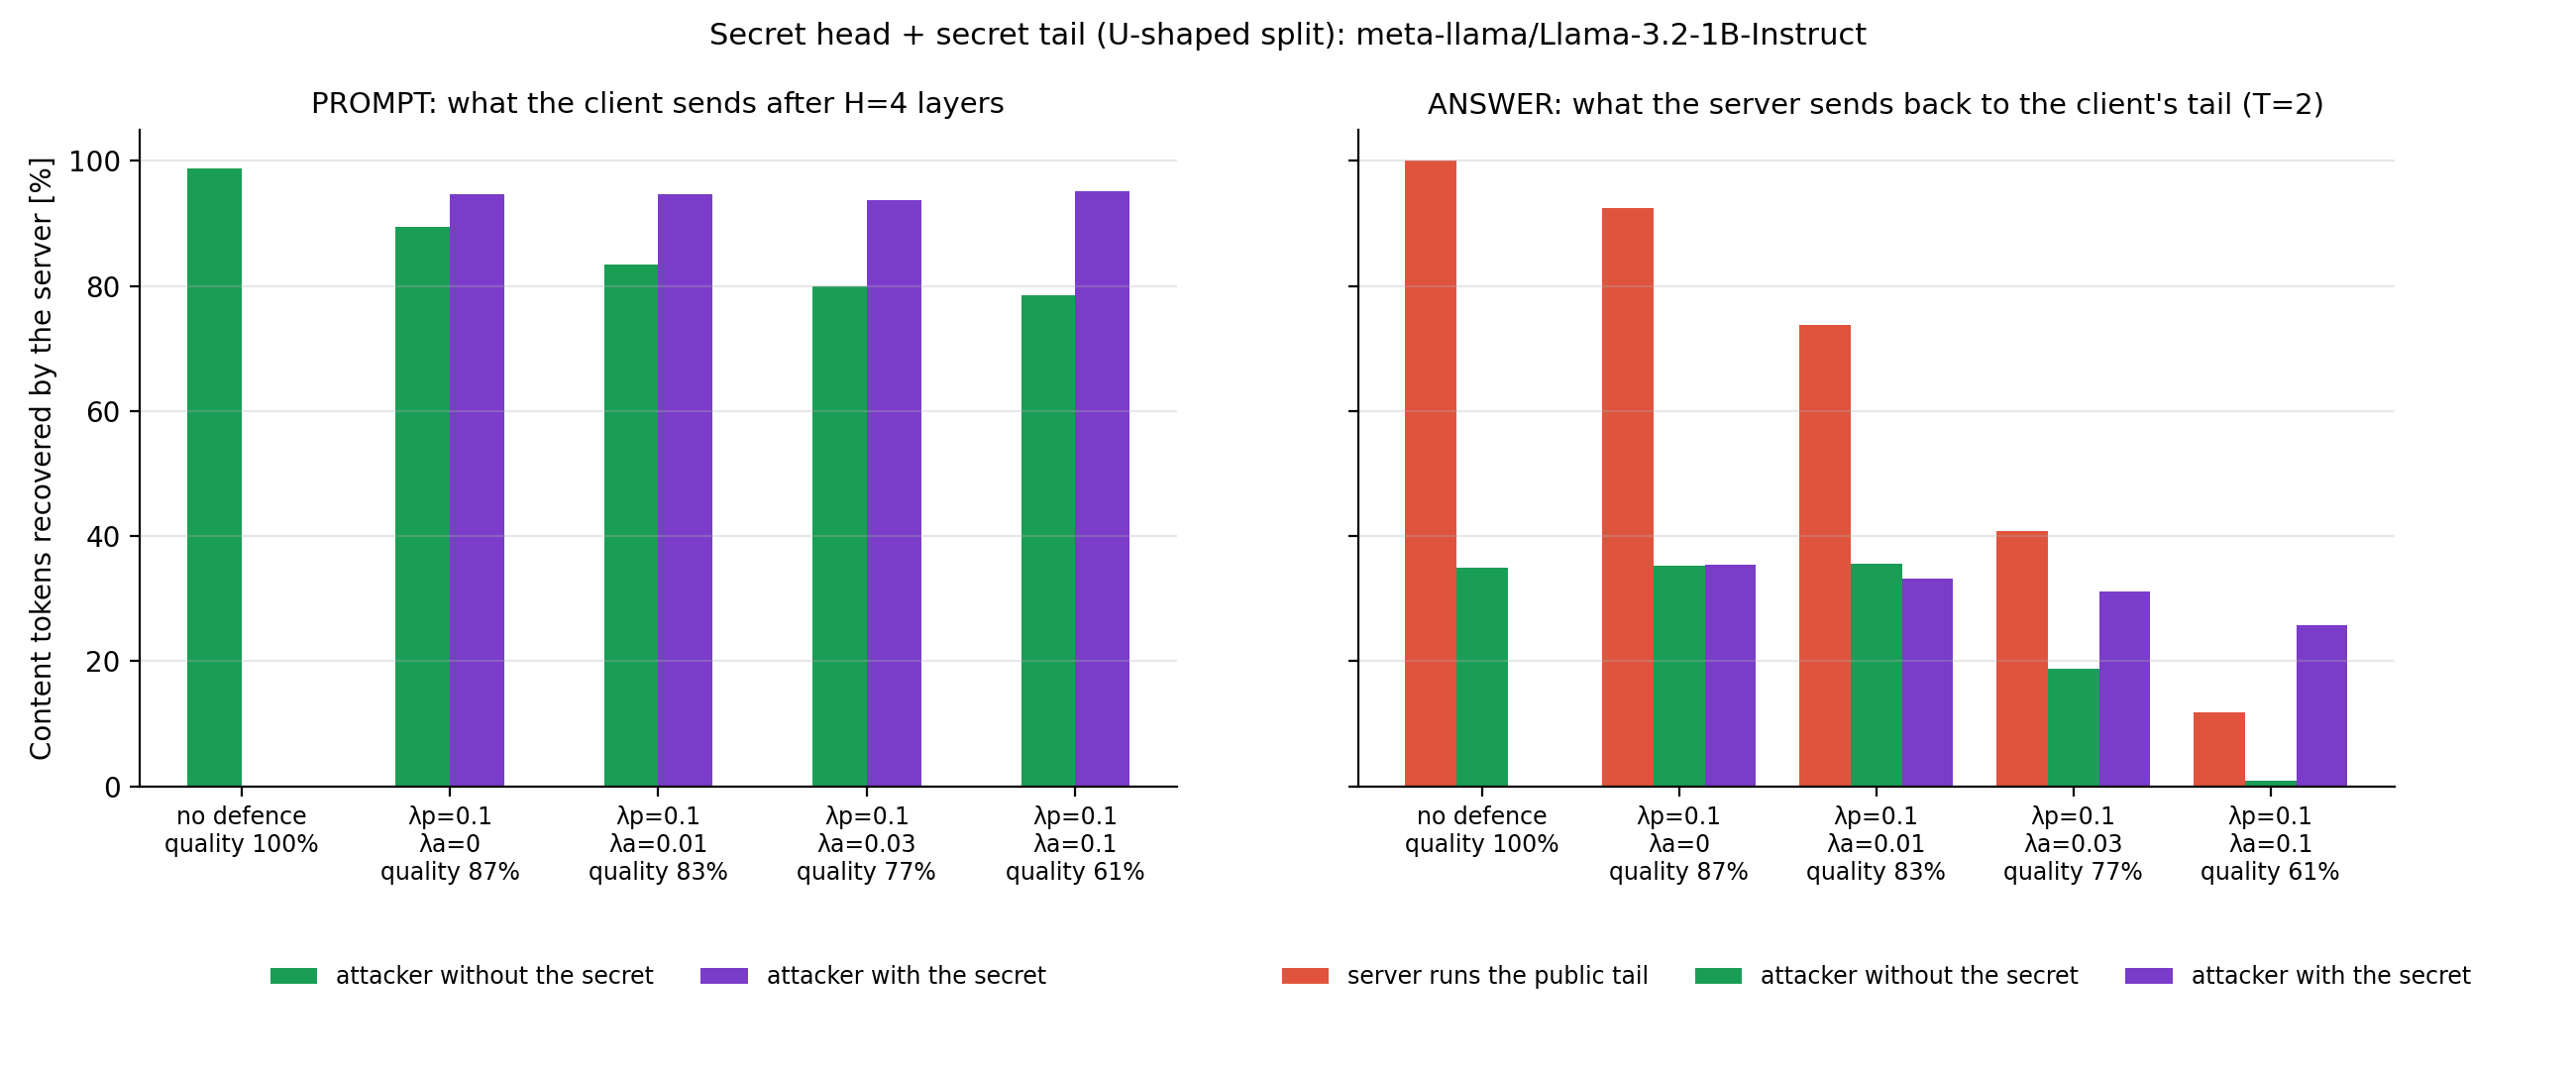 Secret head + secret tail (U-shaped split): meta-llama/Llama-3.2-1B-Instruct
PROMPT: what the client sends after H=4 layers
Content tokens recovered by the server [%]
100
80
60
40
20
0
no defence
quality 100%
λp=0.1
λa=0
quality 87%
λp=0.1
λa=0.01
quality 83%
λp=0.1
λa=0.03
quality 77%
λp=0.1
λa=0.1
quality 61%
attacker without the secret
attacker with the secret
ANSWER: what the server sends back to the client's tail (T=2)
no defence
quality 100%
λp=0.1
λa=0
quality 87%
λp=0.1
λa=0.01
quality 83%
λp=0.1
λa=0.03
quality 77%
λp=0.1
λa=0.1
quality 61%
server runs the public tail
attacker without the secret
attacker with the secret